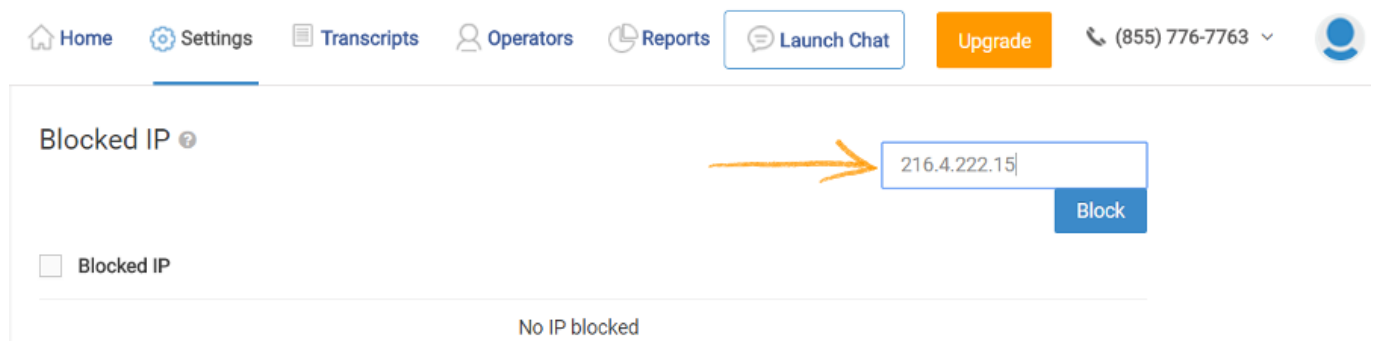 Home Settings Transcripts Operators Reports Launch Chat Upgrade (855) 776-7763
Blocked IP ?
216.4.222.15
Block
Blocked IP
No IP blocked